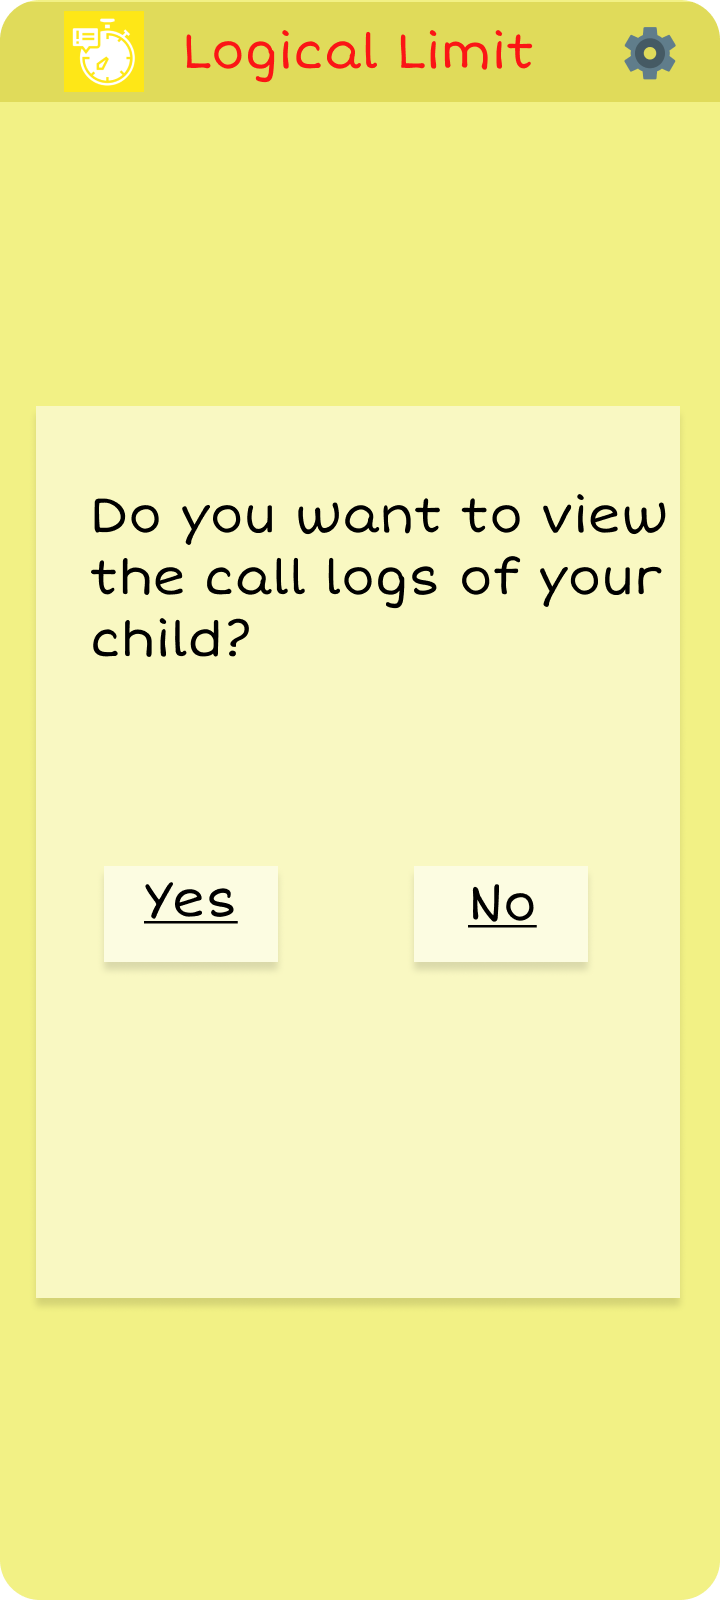 Logical Limit
Do you want to view
the call logs of your
child?
Yes
No